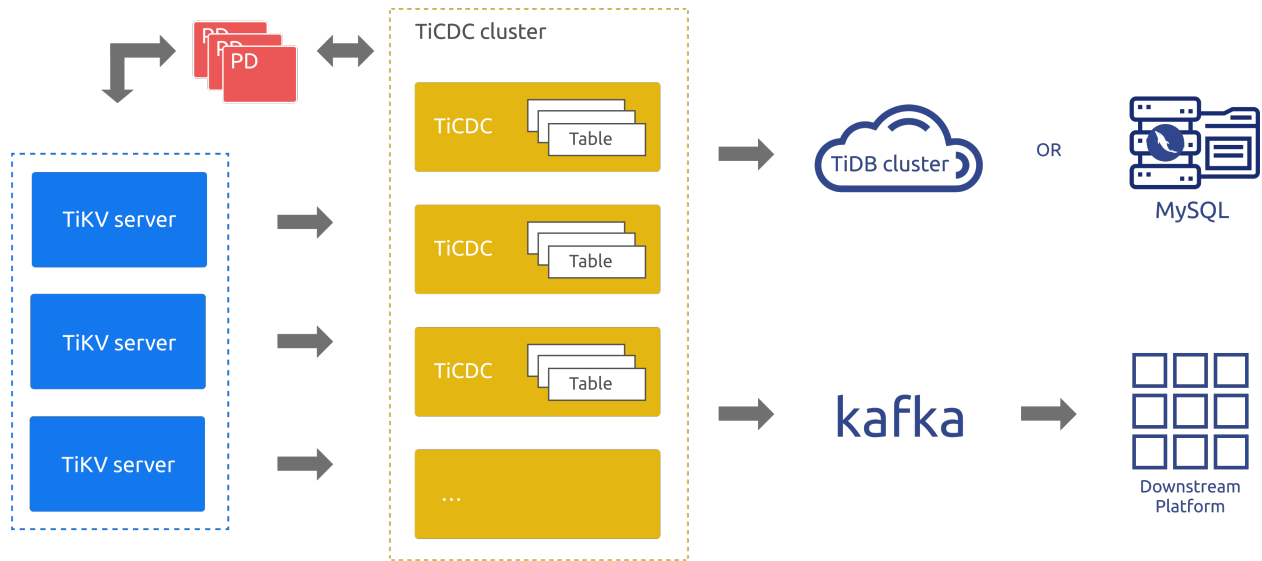 PD
PD
PD
TiCDC cluster
TiKV server
TiKV server
TiKV server
TiCDC
Table
TiCDC
Table
TiCDC
Table
...
TiDB cluster
OR
MySQL
kafka
Downstream
Platform